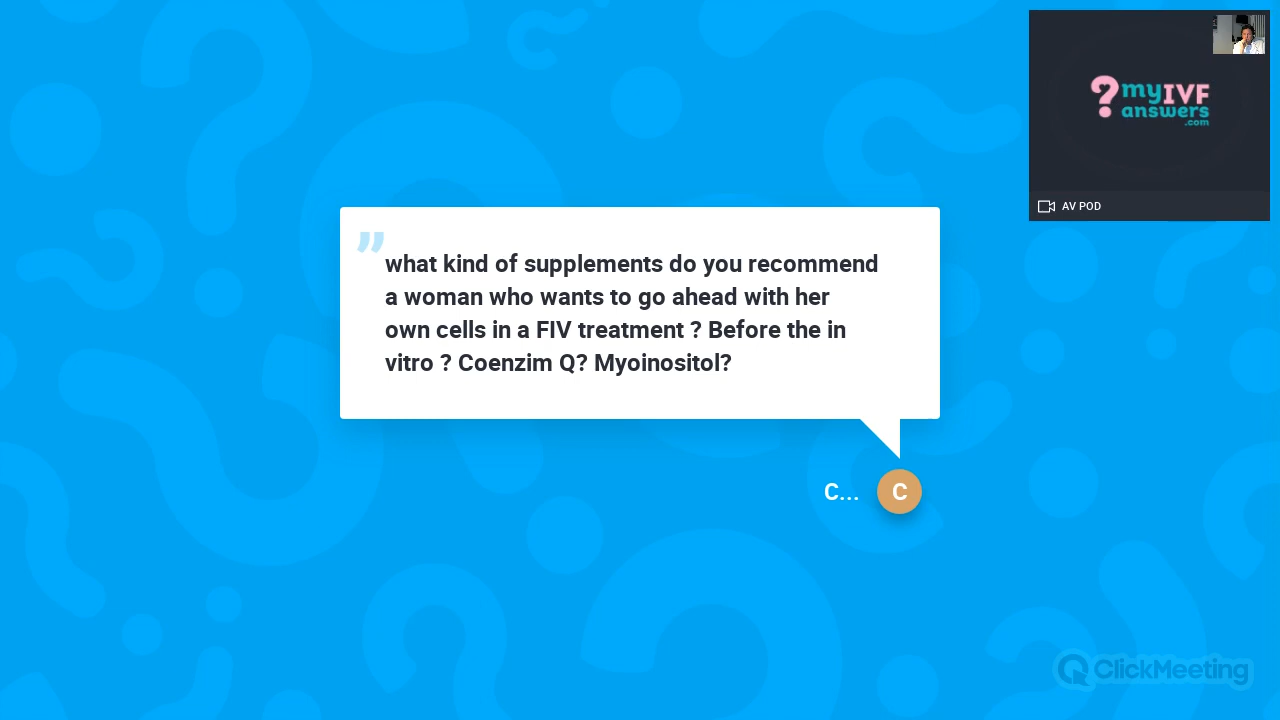 myIVF
answers
.com
AV POD
” what kind of supplements do you recommend
a woman who wants to go ahead with her
own cells in a FIV treatment ? Before the in
vitro ? Coenzim Q? Myoinositol?
C... C
ClickMeeting